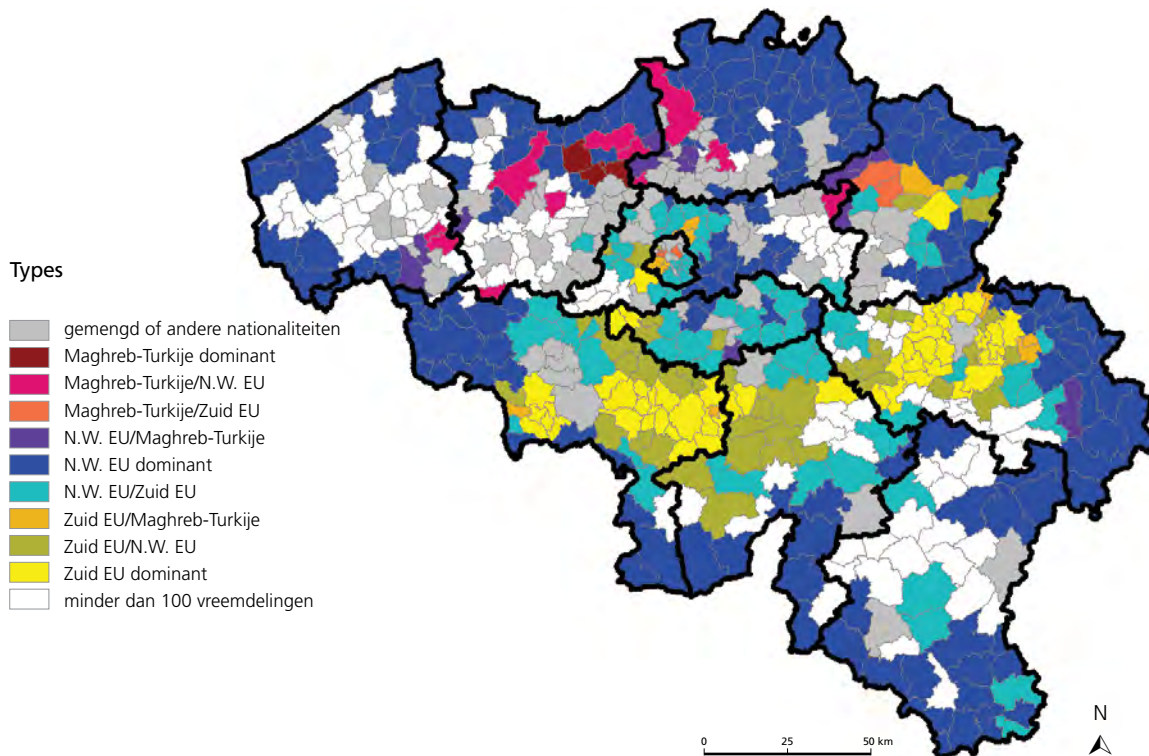 Types
gemengd of andere nationaliteiten
Maghreb-Turkije dominant
Maghreb-Turkije/N.W. EU
Maghreb-Turkije/Zuid EU
N.W. EU/Maghreb-Turkije
N.W. EU dominant
N.W. EU/Zuid EU
Zuid EU/Maghreb-Turkije
Zuid EU/N.W. EU
Zuid EU dominant
minder dan 100 vreemdelingen
0 25 50 km
N